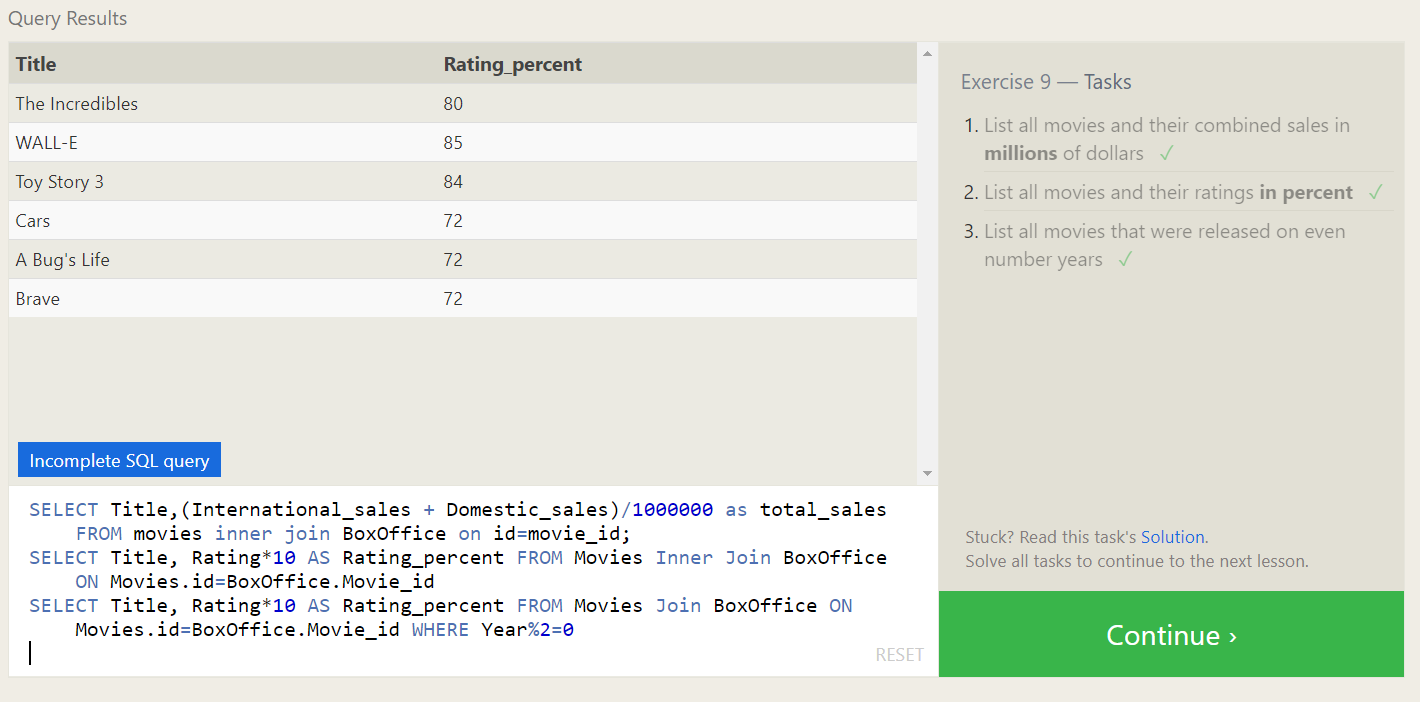 Query Results
Title Rating_percent
The Incredibles 80
WALL-E 85
Toy Story 3 84
Cars 72
A Bug's Life 72
Brave 72
Incomplete SQL query
SELECT Title,(International_sales + Domestic_sales)/1000000 as total_sales
FROM movies inner join BoxOffice on id=movie_id;
SELECT Title, Rating*10 AS Rating_percent FROM Movies Inner Join BoxOffice
ON Movies.id=BoxOffice.Movie_id
SELECT Title, Rating*10 AS Rating_percent FROM Movies Join BoxOffice ON
Movies.id=BoxOffice.Movie_id WHERE Year%2=0
RESET
Exercise 9 — Tasks
1. List all movies and their combined sales in
millions of dollars ✓
2. List all movies and their ratings in percent ✓
3. List all movies that were released on even
number years ✓
Stuck? Read this task's Solution.
Solve all tasks to continue to the next lesson.
Continue ›